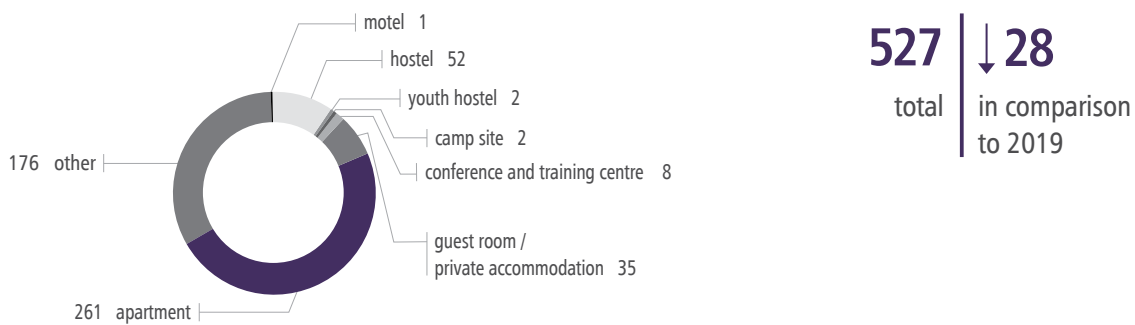 motel 1
hostel 52
youth hostel 2
camp site 2
conference and training centre 8
guest room /
private accommodation 35
261 apartment
176 other
527
total
↓ 28
in comparison
to 2019